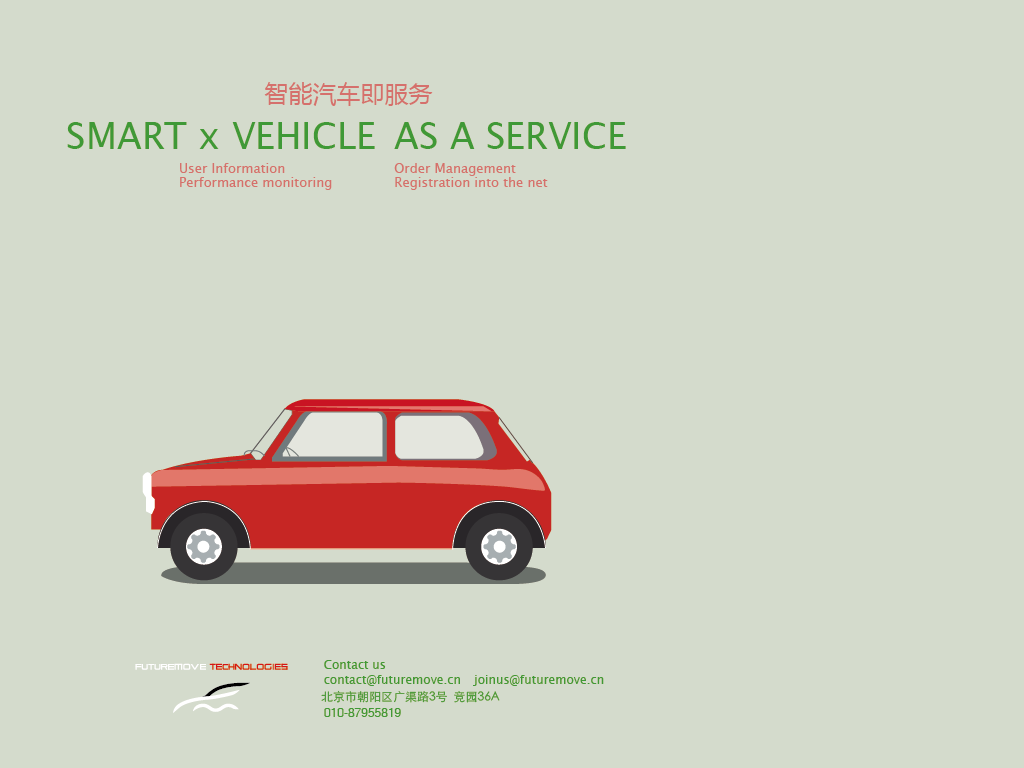 智能汽车即服务
SMART x VEHICLE AS A SERVICE
User Information Order Management
Performance monitoring Registration into the net
FUTUREMOVE TECHNOLOGIES
Contact us
contact@futuremove.cn joinus@futuremove.cn
北京市朝阳区广渠路3号 竞园36A
010-87955819